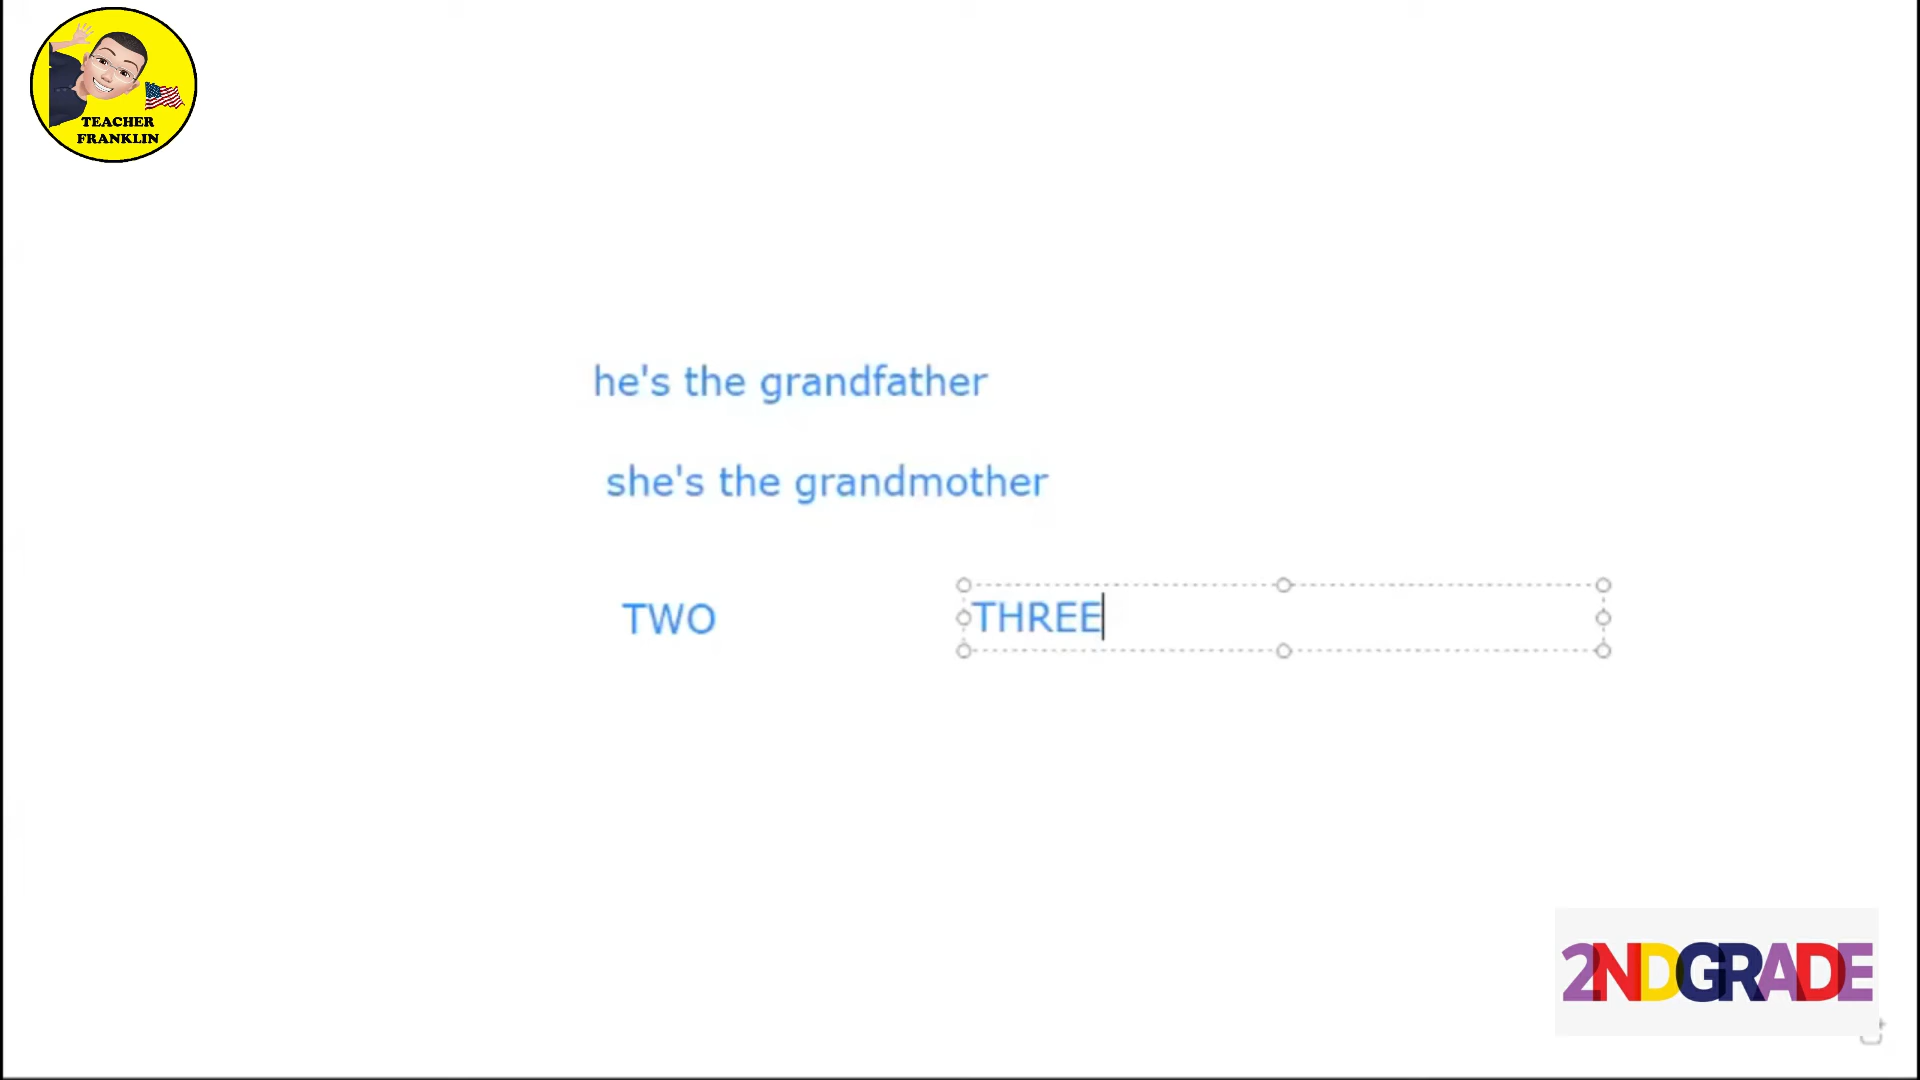 TEACHER
FRANKLIN
he's the grandfather
she's the grandmother
TWO THREE
2NDGRADE